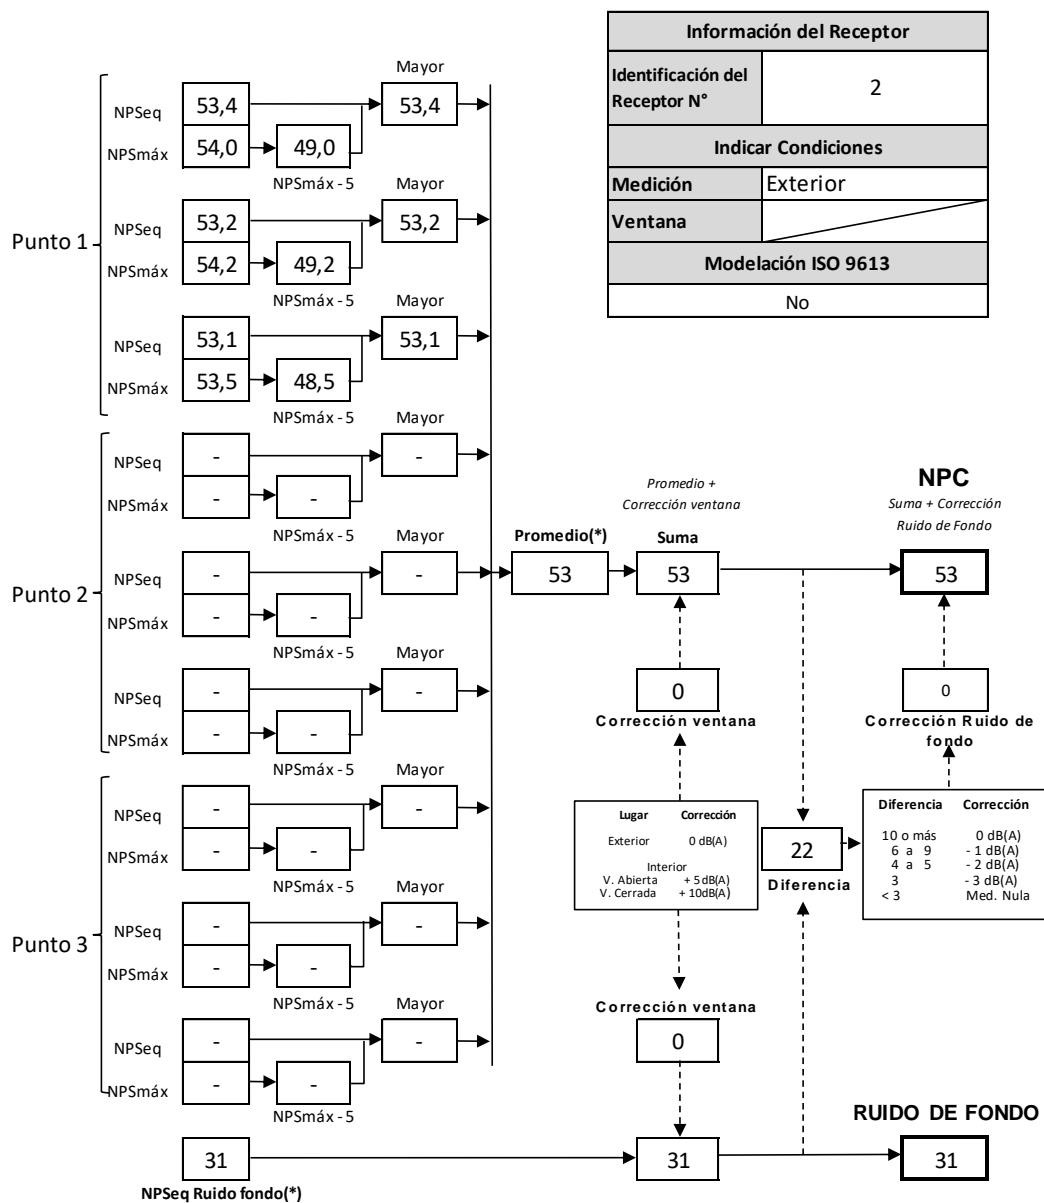 Información del Receptor
Identificación del
Receptor N°
2
Indicar Condiciones
Medición
Exterior
Ventana
Modelación ISO 9613
No
Punto 1
Mayor
NPSeq
53,4
53,4
NPSmáx
54,0
49,0
NPSmáx - 5
Mayor
NPSeq
53,2
53,2
NPSmáx
54,2
49,2
NPSmáx - 5
Mayor
NPSeq
53,1
53,1
NPSmáx
53,5
48,5
NPSmáx - 5
Punto 2
Mayor
NPSeq
-
-
NPSmáx
-
-
NPSmáx - 5
Mayor
NPSeq
-
-
NPSmáx
-
-
NPSmáx - 5
Mayor
NPSeq
-
-
NPSmáx
-
-
NPSmáx - 5
Punto 3
Mayor
NPSeq
-
-
NPSmáx
-
-
NPSmáx - 5
Mayor
NPSeq
-
-
NPSmáx
-
-
NPSmáx - 5
Mayor
NPSeq
-
-
NPSmáx
-
-
NPSmáx - 5
Promedio(*)
53
Promedio +
Corrección ventana
Suma
53
NPC
Suma + Corrección
Ruido de Fondo
53
0
Corrección ventana
0
Corrección Ruido de
fondo
Lugar Corrección
Exterior 0 dB(A)
Interior
V. Abierta + 5 dB(A)
V. Cerrada + 10dB(A)
22
Diferencia
Diferencia Corrección
10 o más 0 dB(A)
6 a 9 - 1 dB(A)
4 a 5 - 2 dB(A)
3 - 3 dB(A)
< 3 Med. Nula
Corrección ventana
0
RUIDO DE FONDO
31
31
31
NPSeq Ruido fondo(*)